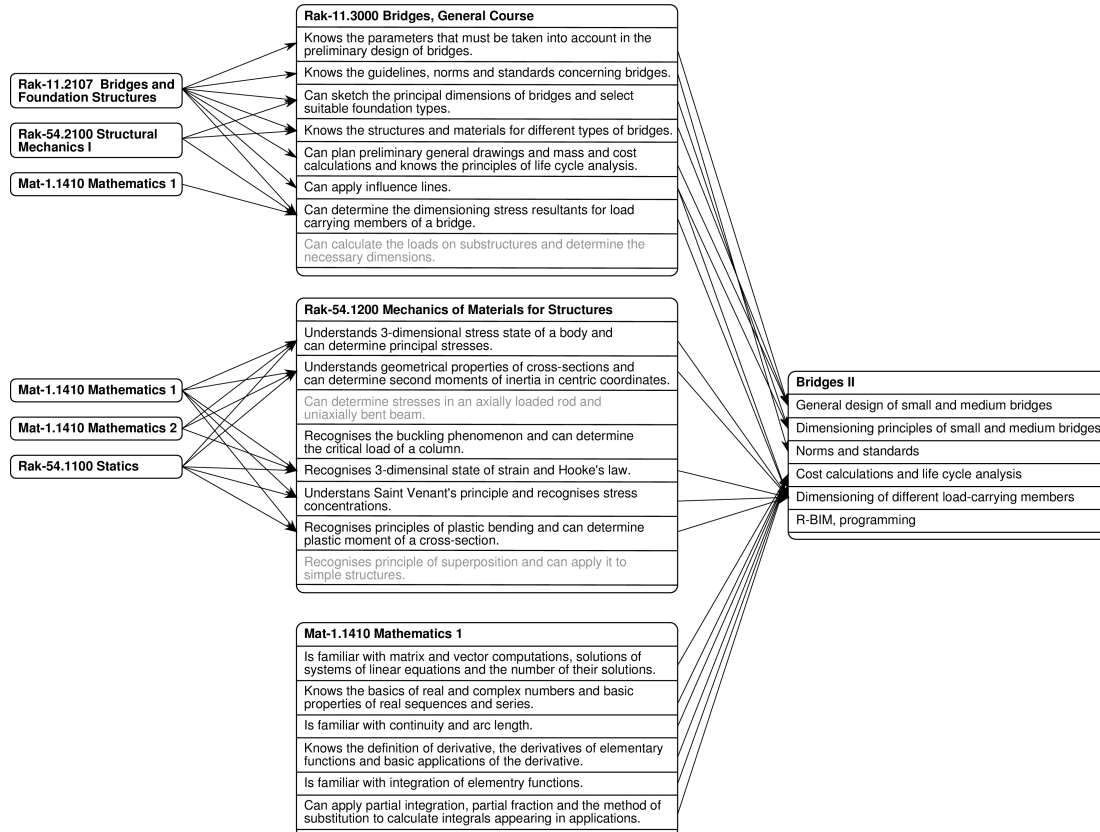 Rak-11.2107  Bridges and
Foundation Structures
Rak-54.2100 Structural
Mechanics I
Mat-1.1410 Mathematics 1
Rak-11.3000 Bridges, General Course
Knows the parameters that must be taken into account in the
preliminary design of bridges.
Knows the guidelines, norms and standards concerning bridges.
Can sketch the principal dimensions of bridges and select
suitable foundation types.
Knows the structures and materials for different types of bridges.
Can plan preliminary general drawings and mass and cost
calculations and knows the principles of life cycle analysis.
Can apply influence lines.
Can determine the dimensioning stress resultants for load
carrying members of a bridge.
Can calculate the loads on substructures and determine the
necessary dimensions.
Mat-1.1410 Mathematics 1
Mat-1.1410 Mathematics 2
Rak-54.1100 Statics
Rak-54.1200 Mechanics of Materials for Structures
Understands 3-dimensional stress state of a body and
can determine principal stresses.
Understands geometrical properties of cross-sections and
can determine second moments of inertia in centric coordinates.
Can determine stresses in an axially loaded rod and
uniaxially bent beam.
Recognises the buckling phenomenon and can determine
the critical load of a column.
Recognises 3-dimensinal state of strain and Hooke's law.
Understans Saint Venant's principle and recognises stress
concentrations.
Recognises principles of plastic bending and can determine
plastic moment of a cross-section.
Recognises principle of superposition and can apply it to
simple structures.
Mat-1.1410 Mathematics 1
Is familiar with matrix and vector computations, solutions of
systems of linear equations and the number of their solutions.
Knows the basics of real and complex numbers and basic
properties of real sequences and series.
Is familiar with continuity and arc length.
Knows the definition of derivative, the derivatives of elementary
functions and basic applications of the derivative.
Is familiar with integration of elementry functions.
Can apply partial integration, partial fraction and the method of
substitution to calculate integrals appearing in applications.
Bridges II
General design of small and medium bridges
Dimensioning principles of small and medium bridges
Norms and standards
Cost calculations and life cycle analysis
Dimensioning of different load-carrying members
R-BIM, programming